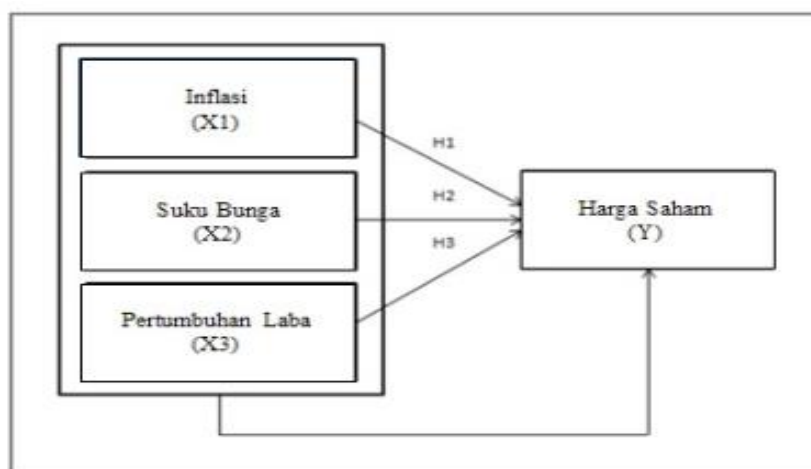 Inflasi
(X1)
H1
Suku Bunga
(X2)
H2
Harga Saham
(Y)
H3
Pertumbuhan Laba
(X3)